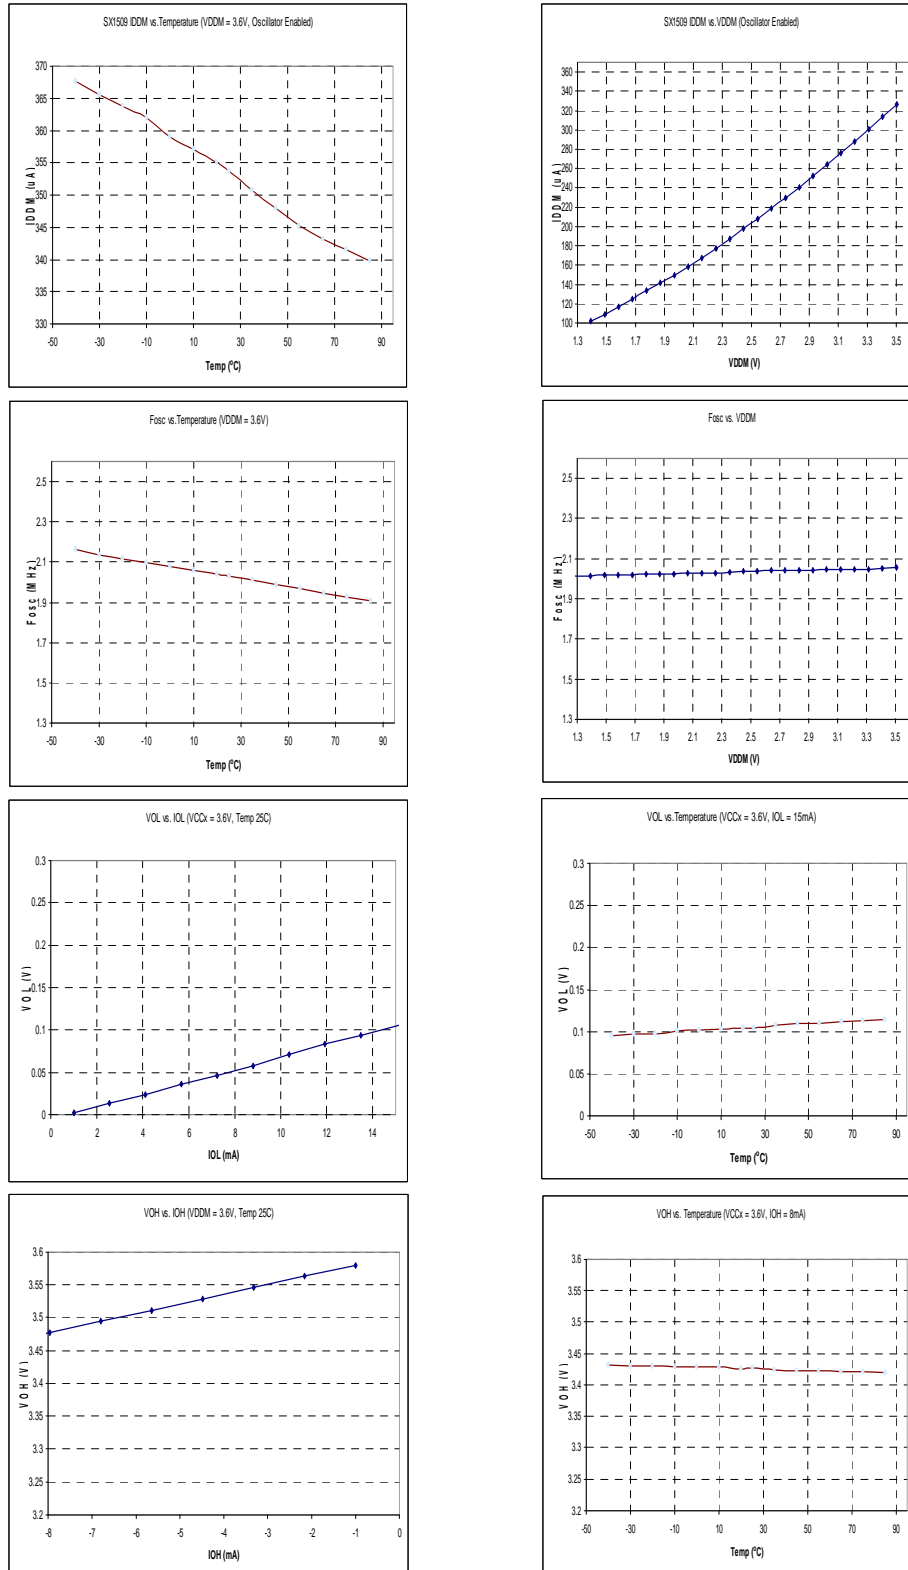 SX1509 IDDM vs.Temperature (VDDM = 3.6V, Oscillator Enabled)
370
365
360
355
350
345
340
335
330
IDDM (uA)
-50 -30 -10 10 30 50 70 90
Temp (°C)
SX1509 IDDM vs.VDDM (Oscillator Enabled)
360
340
320
300
280
260
240
220
200
180
160
140
120
100
IDDM (uA)
1.3 1.5 1.7 1.9 2.1 2.3 2.5 2.7 2.9 3.1 3.3 3.5
VDDM (V)
Fosc vs.Temperature (VDDM = 3.6V)
2.5
2.3
2.1
1.9
1.7
1.5
1.3
Fosc (MHz)
-50 -30 -10 10 30 50 70 90
Temp (°C)
Fosc vs. VDDM
2.5
2.3
2.1
1.9
1.7
1.5
1.3
Fosc (MHz)
1.3 1.5 1.7 1.9 2.1 2.3 2.5 2.7 2.9 3.1 3.3 3.5
VDDM (V)
VOL vs. IOL (VCCx = 3.6V, Temp 25C)
0.3
0.25
0.2
0.15
0.1
0.05
0
VOL (V)
0 2 4 6 8 10 12 14
IOL (mA)
VOL vs.Temperature (VCCx = 3.6V, IOL = 15mA)
0.3
0.25
0.2
0.15
0.1
0.05
0
VOL (V)
-50 -30 -10 10 30 50 70 90
Temp (°C)
VOH vs. IOH (VDDM = 3.6V, Temp 25C)
3.6
3.55
3.5
3.45
3.4
3.35
3.3
3.25
3.2
VOH (V)
-8 -7 -6 -5 -4 -3 -2 -1 0
IOH (mA)
VOH vs. Temperature (VCCx = 3.6V, IOH = 8mA)
3.6
3.55
3.5
3.45
3.4
3.35
3.3
3.25
3.2
VOH (V)
-50 -30 -10 10 30 50 70 90
Temp (°C)